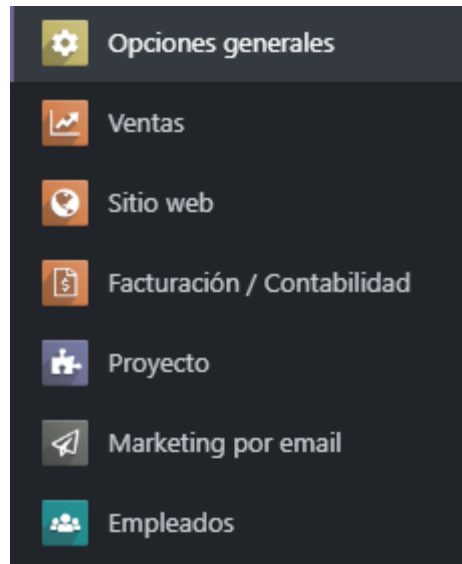 Opciones generales
Ventas
Sitio web
Facturación / Contabilidad
Proyecto
Marketing por email
Empleados